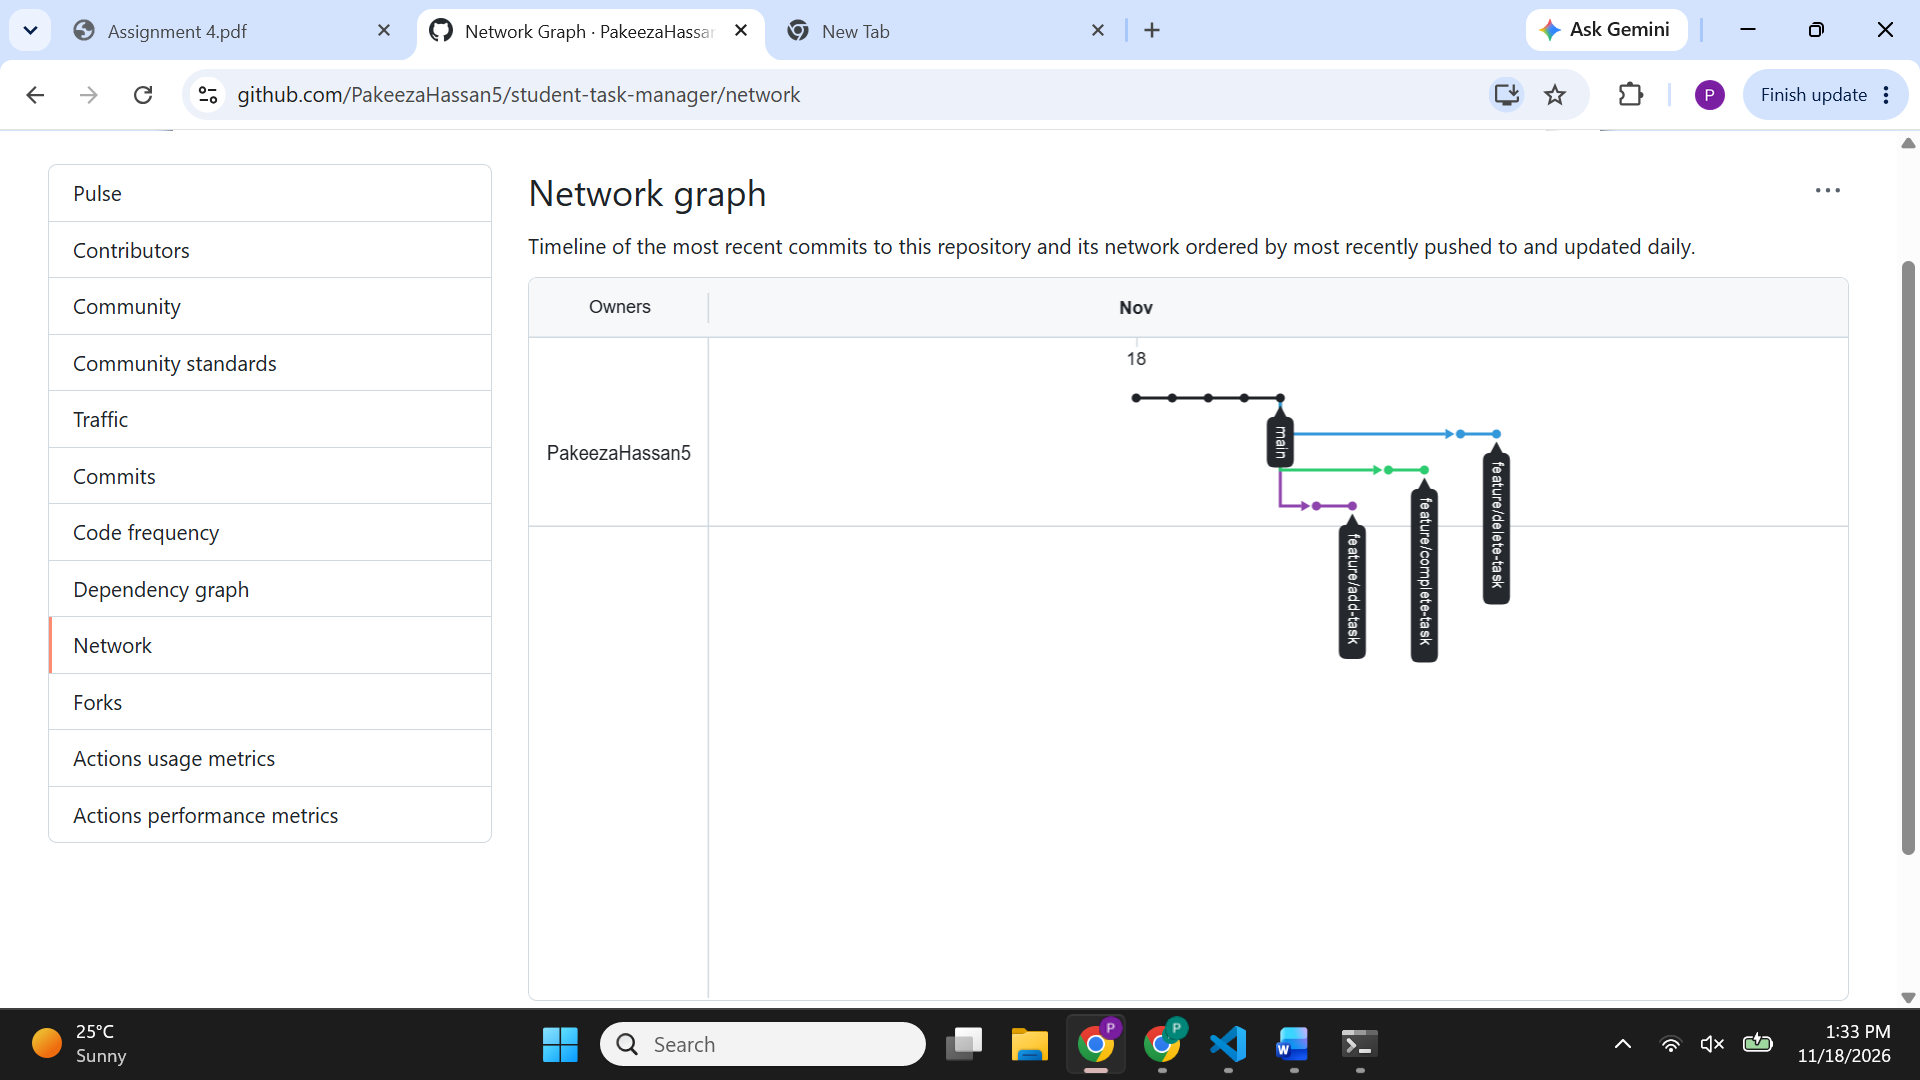 Assignment 4.pdf
Network Graph · PakeezaHassar
New Tab
Ask Gemini
github.com/PakeezaHassan5/student-task-manager/network
P
Finish update
Pulse
Contributors
Community
Community standards
Traffic
Commits
Code frequency
Dependency graph
Network
Forks
Actions usage metrics
Actions performance metrics
Network graph
Timeline of the most recent commits to this repository and its network ordered by most recently pushed to and updated daily.
Owners
Nov
18
PakeezaHassan5
main
feature/add-task
feature/complete-task
feature/delete-task
25°C
Sunny
Search
P
P
W
1:33 PM
11/18/2026